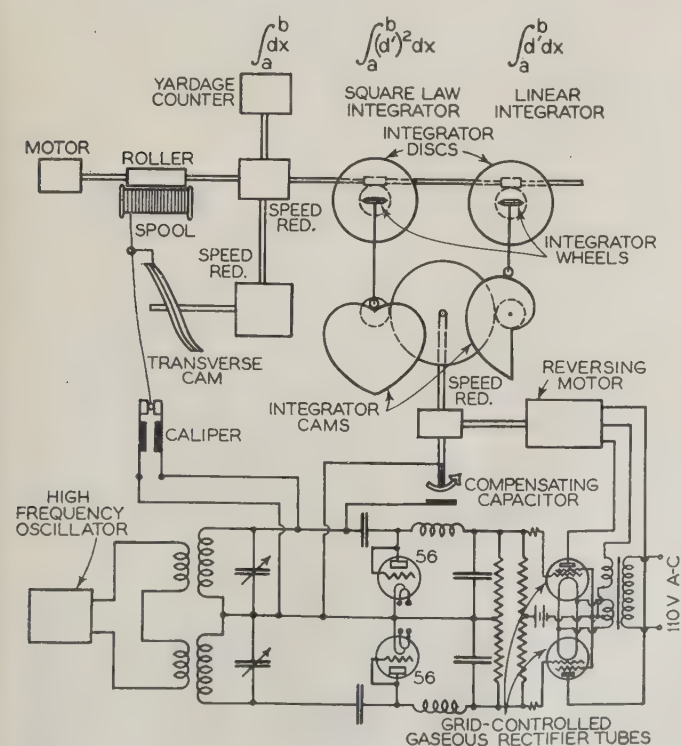 ∫ₐᵇ dx
∫ₐᵇ (d′)² dx
∫ₐᵇ d′dx
YARDAGE
COUNTER
SQUARE LAW
INTEGRATOR
LINEAR
INTEGRATOR
INTEGRATOR
DISCS
MOTOR
ROLLER
SPOOL
SPEED
RED.
SPEED
RED.
INTEGRATOR
WHEELS
TRANSVERSE
CAM
INTEGRATOR
CAMS
SPEED
RED.
REVERSING
MOTOR
CALIPER
COMPENSATING
CAPACITOR
HIGH
FREQUENCY
OSCILLATOR
56
56
110 V A-C
GRID-CONTROLLED
GASEOUS RECTIFIER TUBES